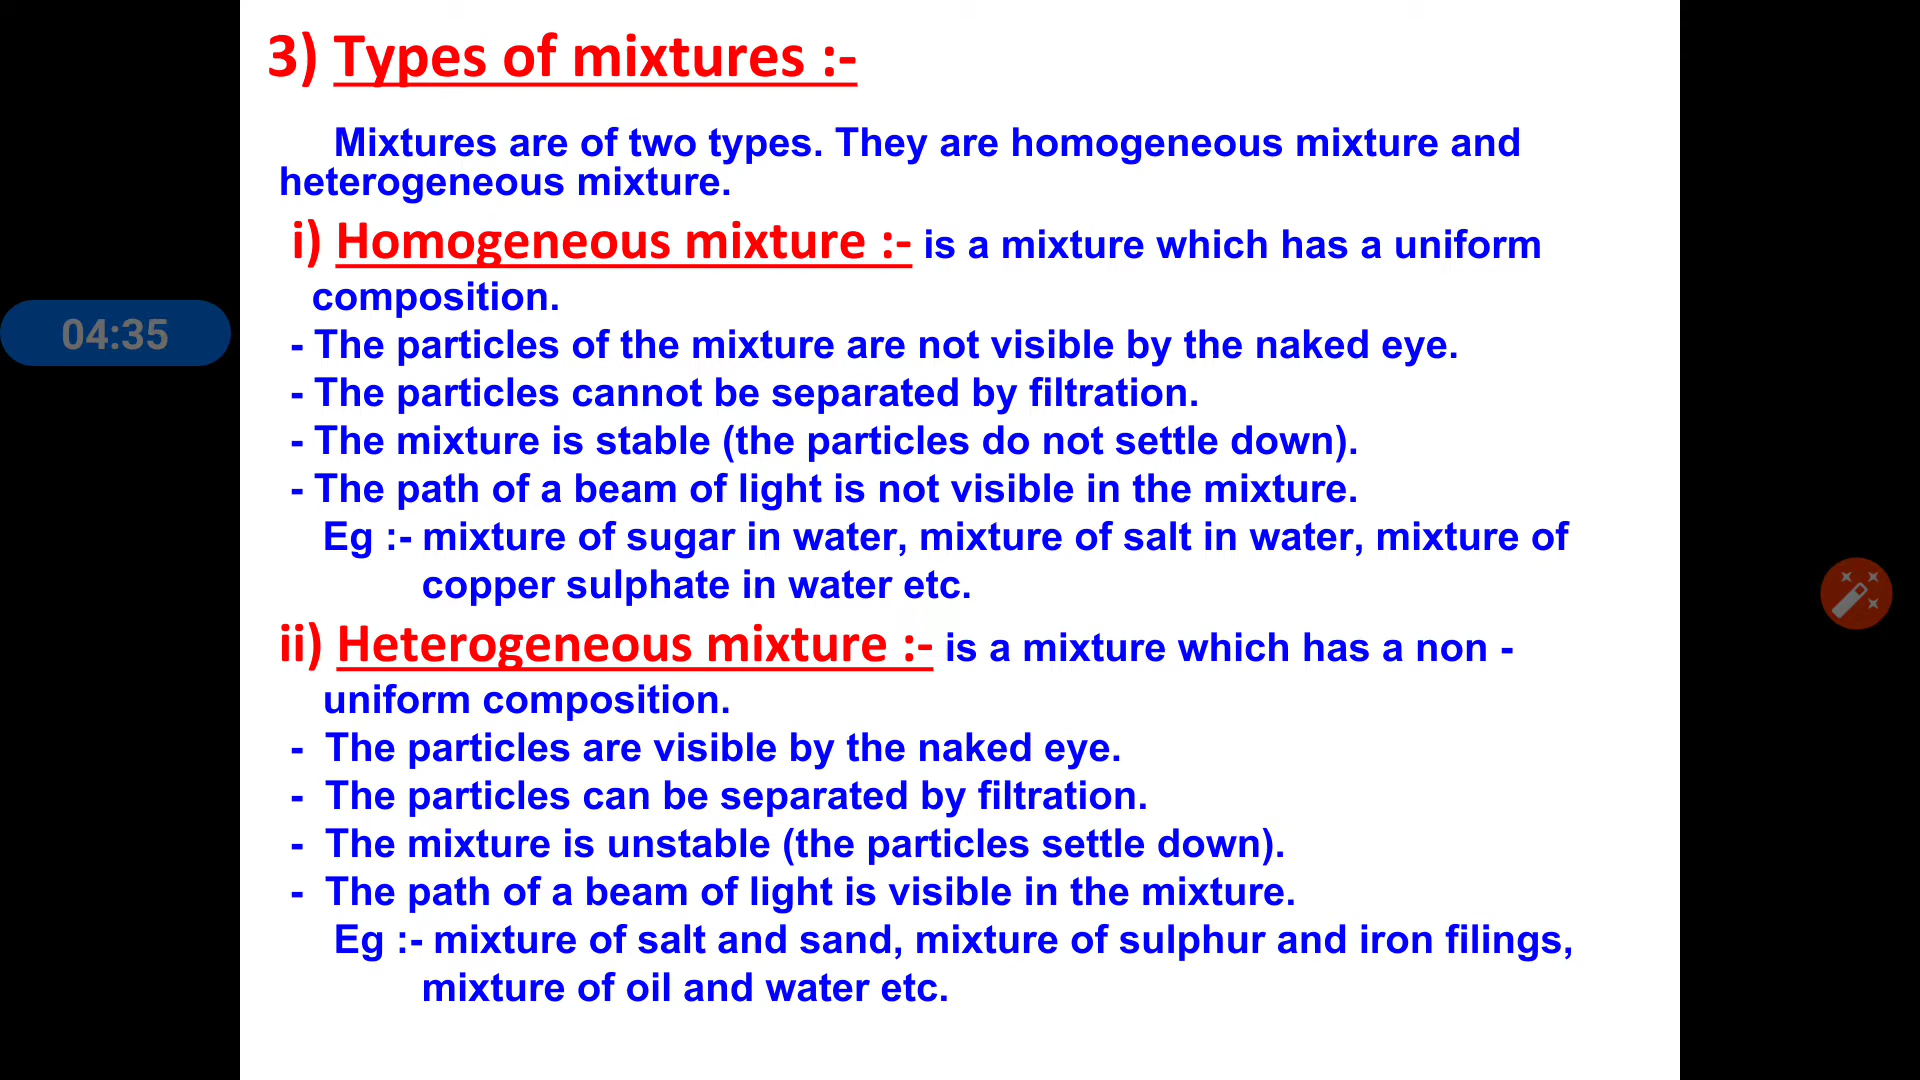 3) Types of mixtures :-
Mixtures are of two types. They are homogeneous mixture and
heterogeneous mixture.
i) Homogeneous mixture :- is a mixture which has a uniform
composition.
- The particles of the mixture are not visible by the naked eye.
- The particles cannot be separated by filtration.
- The mixture is stable (the particles do not settle down).
- The path of a beam of light is not visible in the mixture.
Eg :- mixture of sugar in water, mixture of salt in water, mixture of
copper sulphate in water etc.
ii) Heterogeneous mixture :- is a mixture which has a non -
uniform composition.
- The particles are visible by the naked eye.
- The particles can be separated by filtration.
- The mixture is unstable (the particles settle down).
- The path of a beam of light is visible in the mixture.
Eg :- mixture of salt and sand, mixture of sulphur and iron filings,
mixture of oil and water etc.
04:35